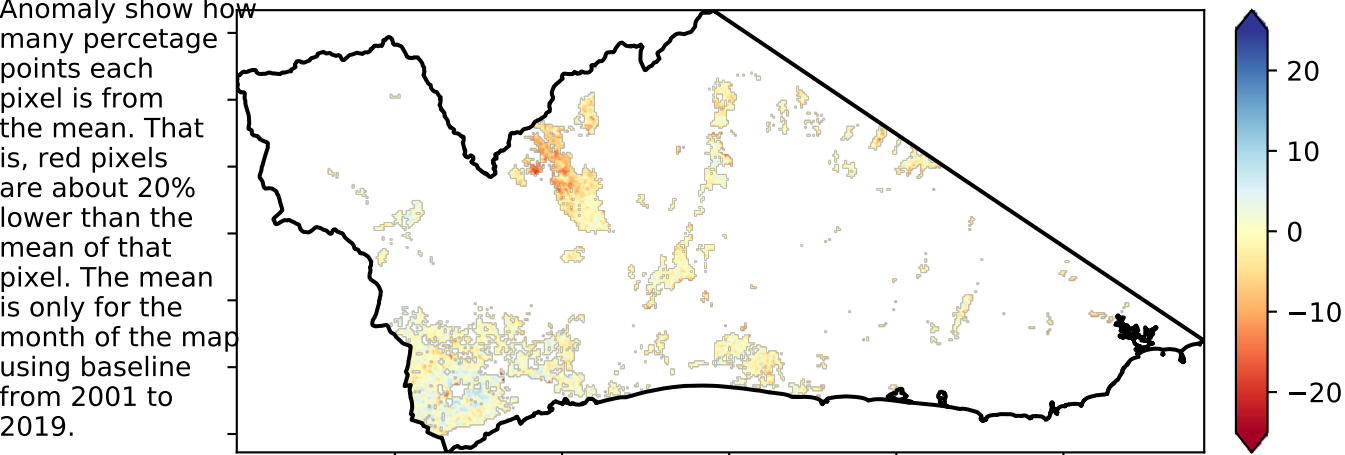 Anomaly show how
many percetage
points each
pixel is from
the mean. That
is, red pixels
are about 20%
lower than the
mean of that
pixel. The mean
is only for the
month of the map
using baseline
from 2001 to
2019.
20
10
0
−10
−20